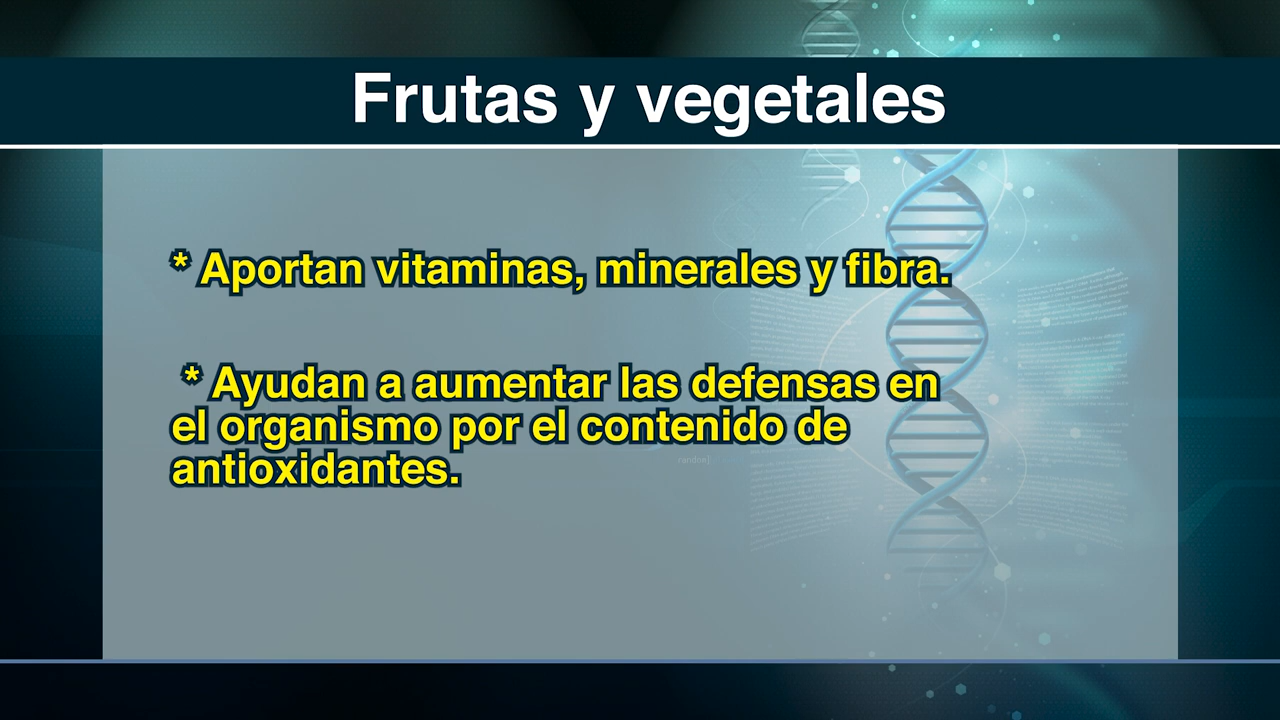 Frutas y vegetales
* Aportan vitaminas, minerales y fibra.
* Ayudan a aumentar las defensas en
el organismo por el contenido de
antioxidantes.